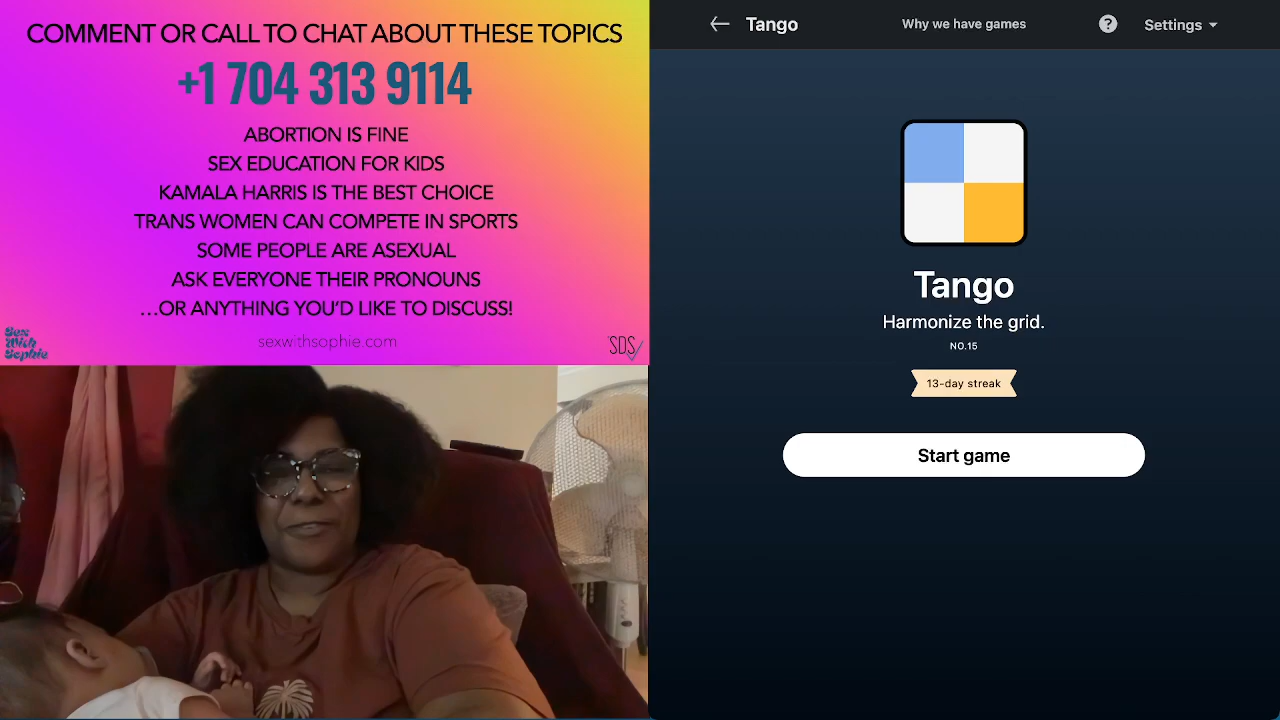 COMMENT OR CALL TO CHAT ABOUT THESE TOPICS
+1 704 313 9114
ABORTION IS FINE
SEX EDUCATION FOR KIDS
KAMALA HARRIS IS THE BEST CHOICE
TRANS WOMEN CAN COMPETE IN SPORTS
SOME PEOPLE ARE ASEXUAL
ASK EVERYONE THEIR PRONOUNS
...OR ANYTHING YOU'D LIKE TO DISCUSS!
sexwithsophie.com
Sex
With
Sophie
SDS
Tango
Why we have games
?
Settings
Tango
Harmonize the grid.
NO.15
13-day streak
Start game